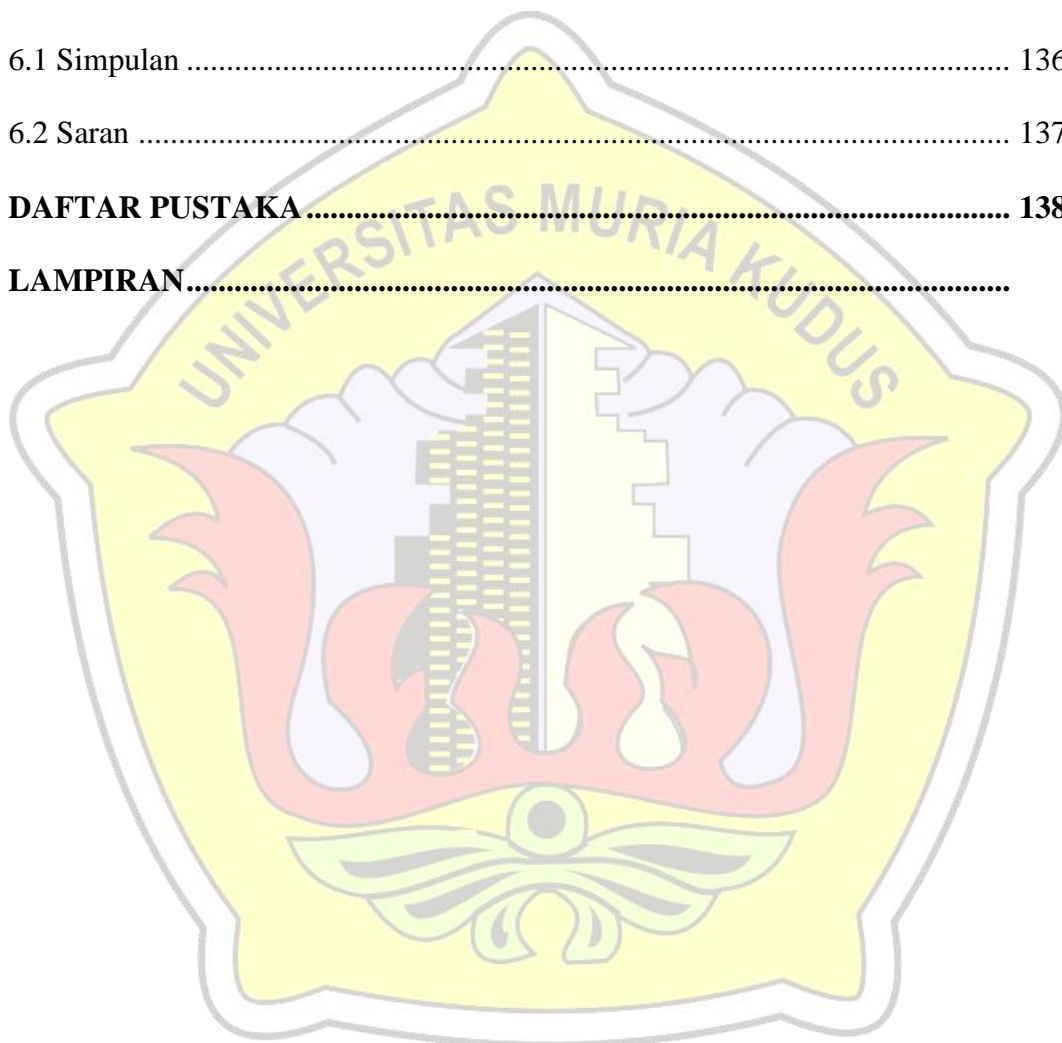 6.1 Simpulan ........................................................................................................ 136
6.2 Saran .............................................................................................................. 137
DAFTAR PUSTAKA ......................................................................................... 138
LAMPIRAN........................................................................................................
UNIVERSITAS MURIA KUDUS